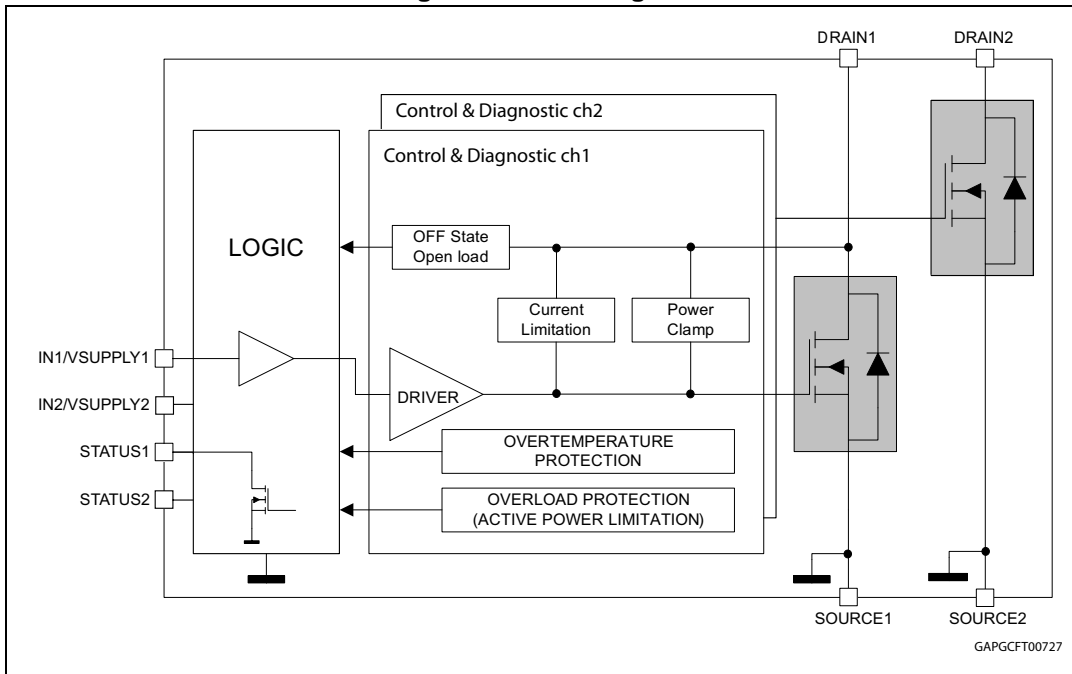 DRAIN1
DRAIN2
Control & Diagnostic ch2
Control & Diagnostic ch1
LOGIC
OFF State
Open load
Current
Limitation
Power
Clamp
IN1/VSUPPLY1
DRIVER
IN2/VSUPPLY2
STATUS1
OVERTEMPERATURE
PROTECTION
STATUS2
OVERLOAD PROTECTION
(ACTIVE POWER LIMITATION)
SOURCE1
SOURCE2
GAPGCFT00727